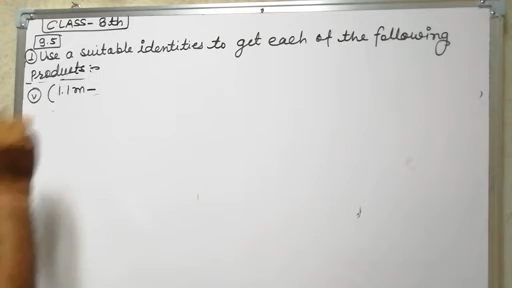 CLASS- 8th
9.5
① Use a suitable identities to get each of the following
Products :-
ⓥ (1.1m-